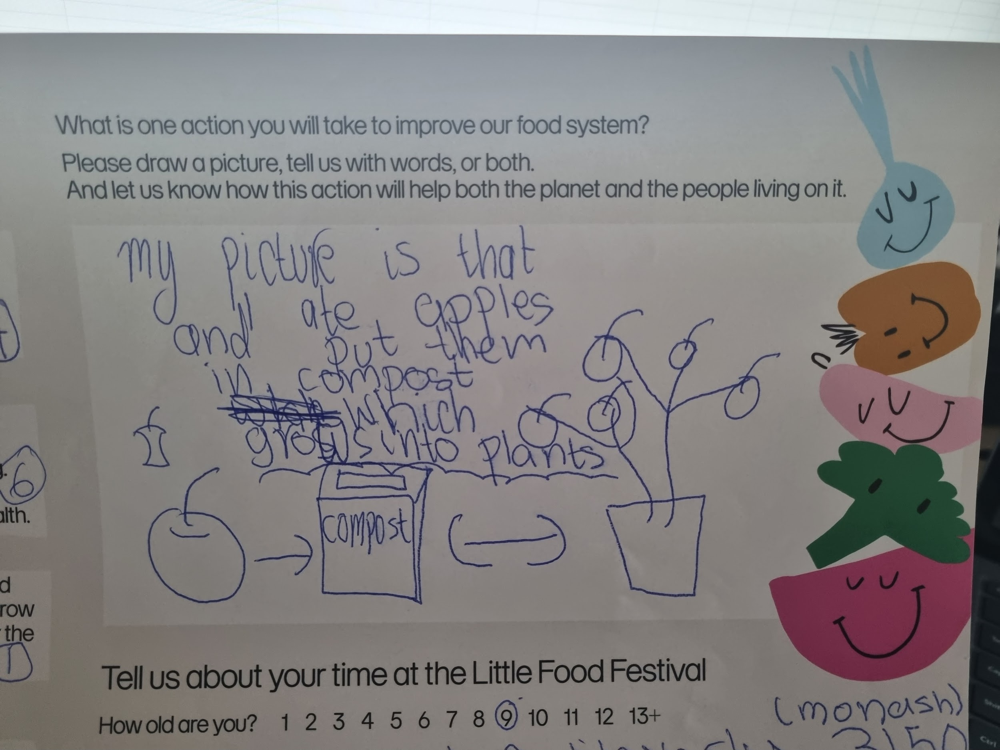 What is one action you will take to improve our food system?
Please draw a picture, tell us with words, or both.
And let us know how this action will help both the planet and the people living on it.
my picture is that
I ate apples
and put them
in compost
which
grows into plants
compost
6
alth.
d
row
the
1
Tell us about your time at the Little Food Festival
How old are you? 1 2 3 4 5 6 7 8 9 10 11 12 13+
(monash)
3150
Ctrl